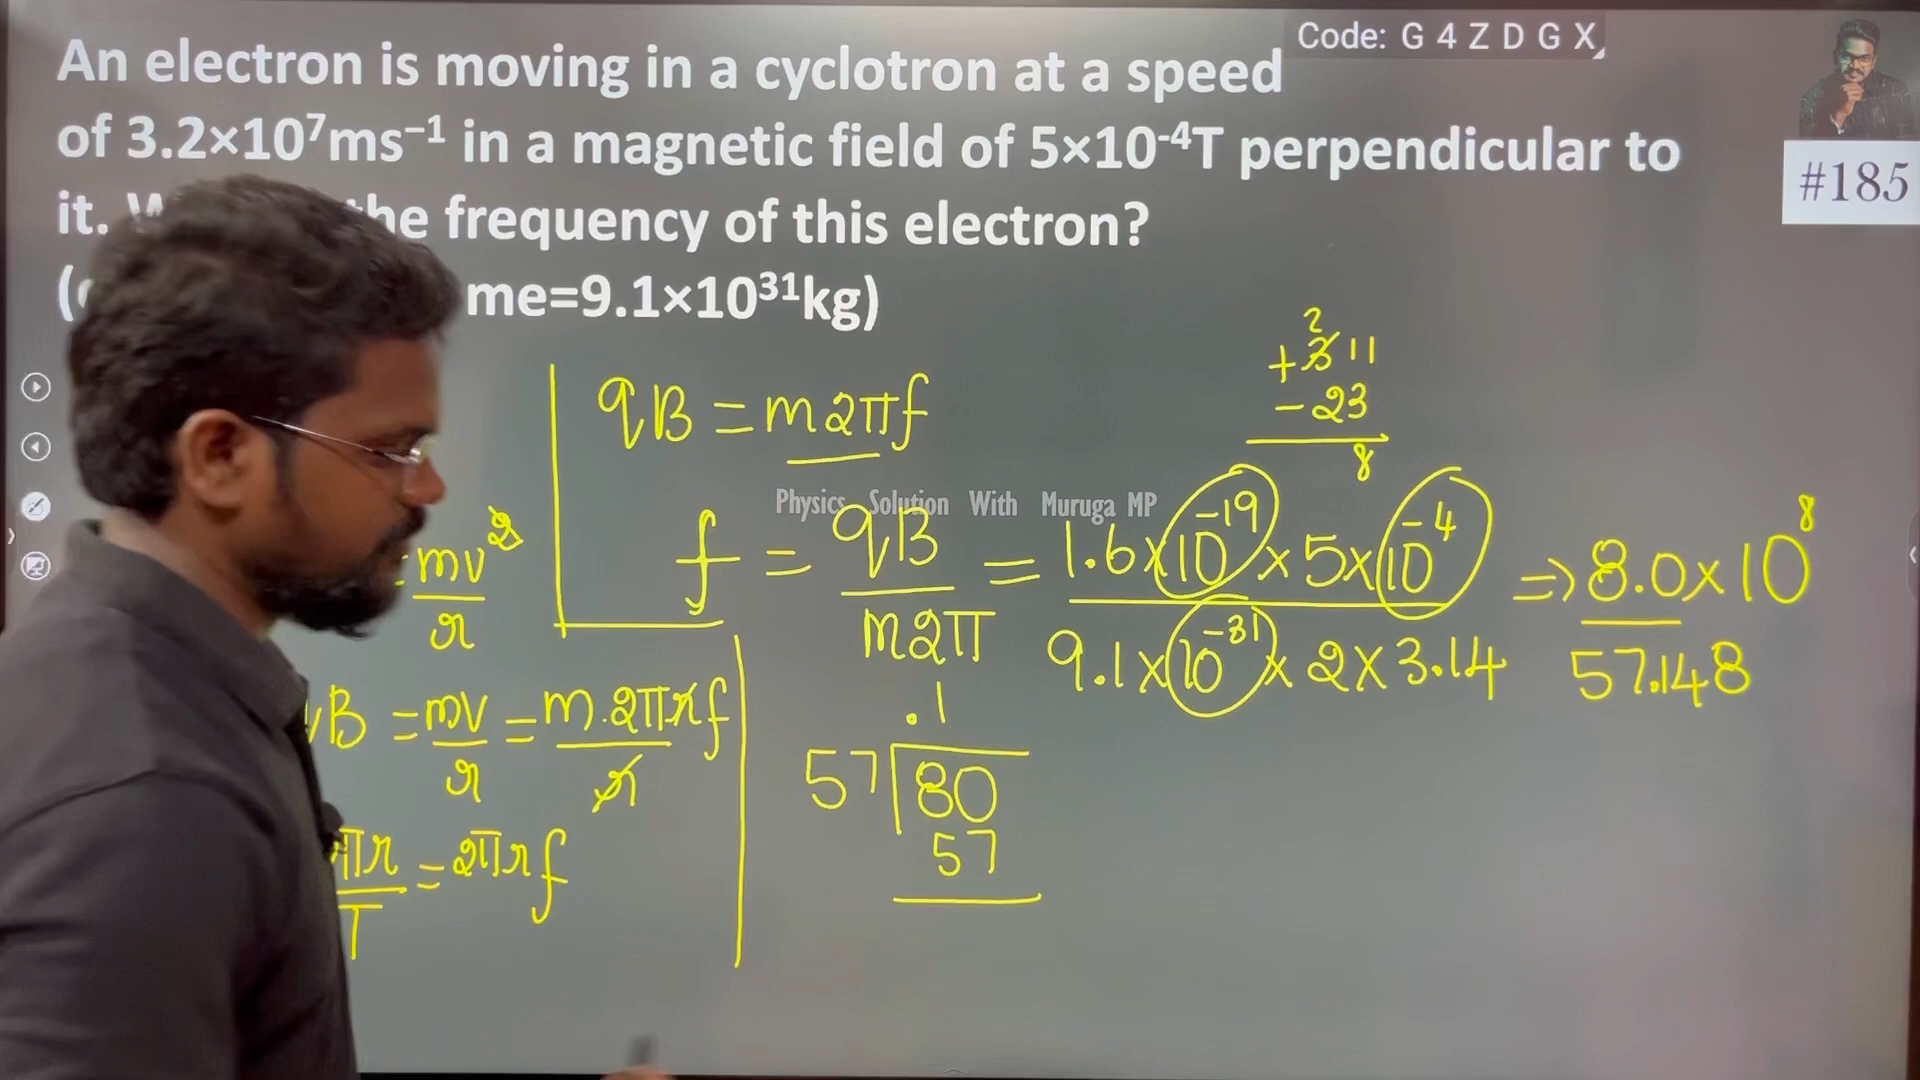 Code: G 4 Z D G X
An electron is moving in a cyclotron at a speed
of 3.2×10⁷ms⁻¹ in a magnetic field of 5×10⁻⁴T perpendicular to
it. the frequency of this electron?
( me=9.1×10³¹kg)
#185
+3 2 11
- 23
8
qB = m2πf
Physics Solution With Muruga MP
f = qB/m2π = 1.6×10⁻¹⁹×5×10⁻⁴/9.1×10⁻³¹×2×3.14 ⇒ 8.0×10⁸/57.148
= mv²/r
B = mv/r = m.2πrf/r
πr/T = 2πrf
.1
57 80
57